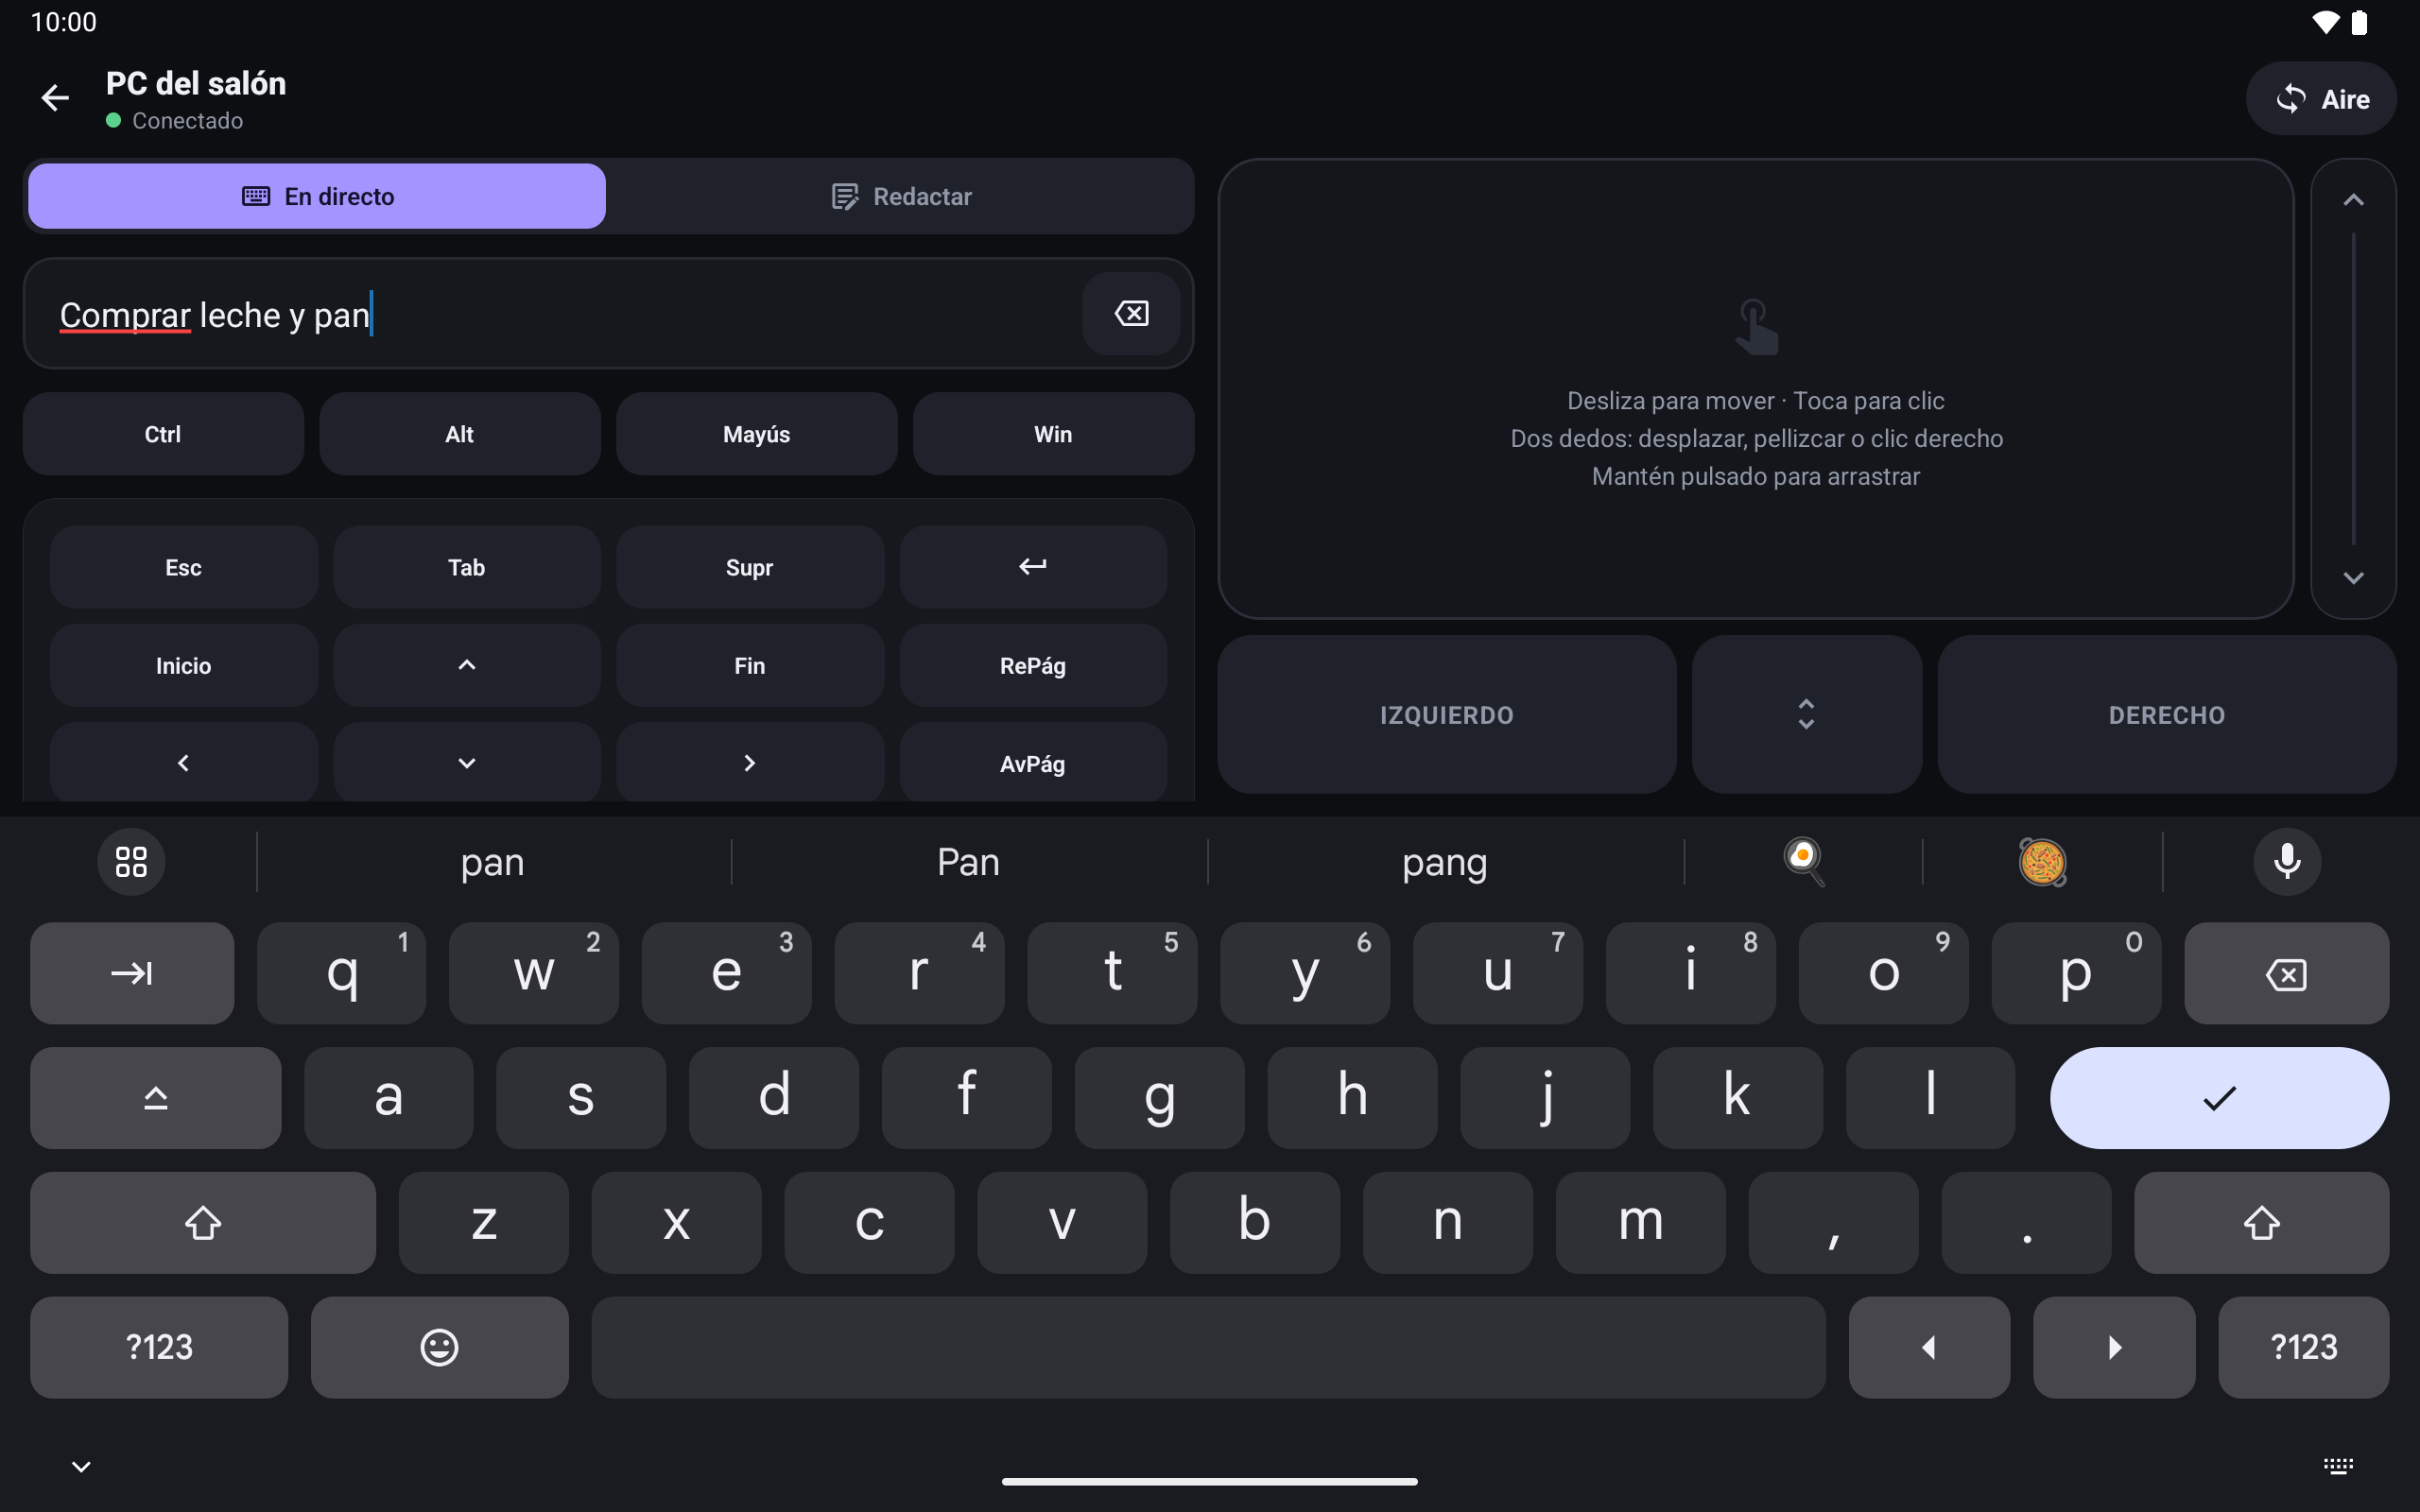 10:00
PC del salón
Conectado
Aire
En directo
Redactar
Comprar leche y pan
Ctrl
Alt
Mayús
Win
Esc
Tab
Supr
Inicio
Fin
RePág
AvPág
Desliza para mover · Toca para clic
Dos dedos: desplazar, pellizcar o clic derecho
Mantén pulsado para arrastrar
IZQUIERDO
DERECHO
pan
Pan
pang
q 1 w 2 e 3 r 4 t 5 y 6 u 7 i 8 o 9 p 0
a s d f g h j k l
z x c v b n m , .
?123
?123